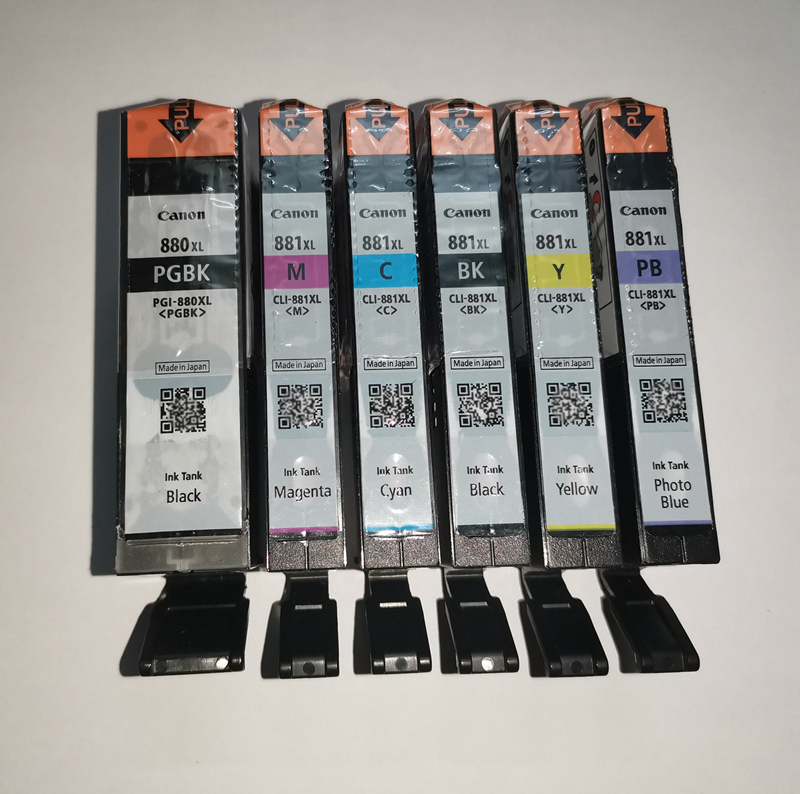 PULL
Canon
880XL
PGBK
PGI-880XL
<PGBK>
Made in Japan
Ink Tank
Black
Canon
881XL
M
CLI-881XL
<M>
Made in Japan
Ink Tank
Magenta
Canon
881XL
C
CLI-881XL
<C>
Made in Japan
Ink Tank
Cyan
Canon
881XL
BK
CLI-881XL
<BK>
Made in Japan
Ink Tank
Black
Canon
881XL
Y
CLI-881XL
<Y>
Made in Japan
Ink Tank
Yellow
Canon
881XL
PB
CLI-881XL
<PB>
Made in Japan
Ink Tank
Photo
Blue